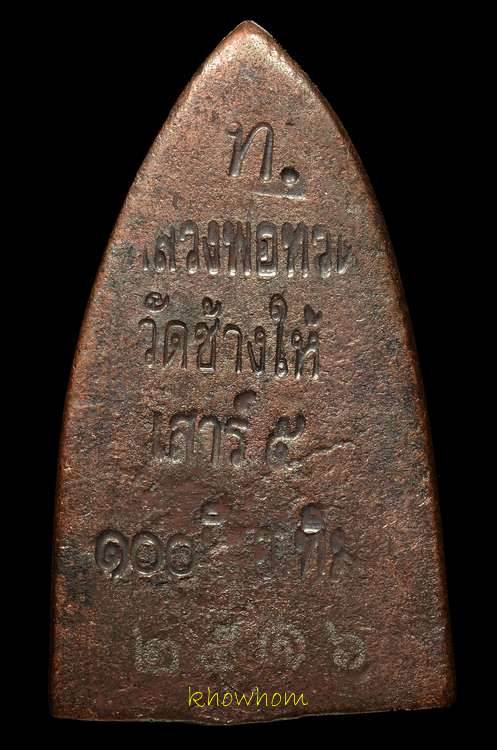 ท.
หลวงพ่อทวด
วัดช้างให้
เสาร์ ๕
๑๐๐ ปี
๒๕๓๖
khowhom